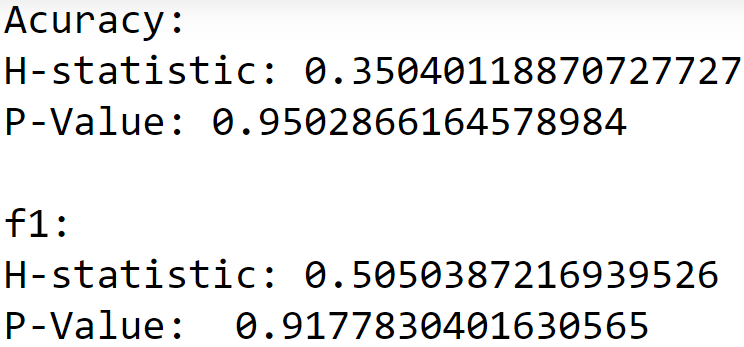 Acuracy:
H-statistic: 0.35040118870727727
P-Value: 0.9502866164578984
f1:
H-statistic: 0.5050387216939526
P-Value:  0.9177830401630565